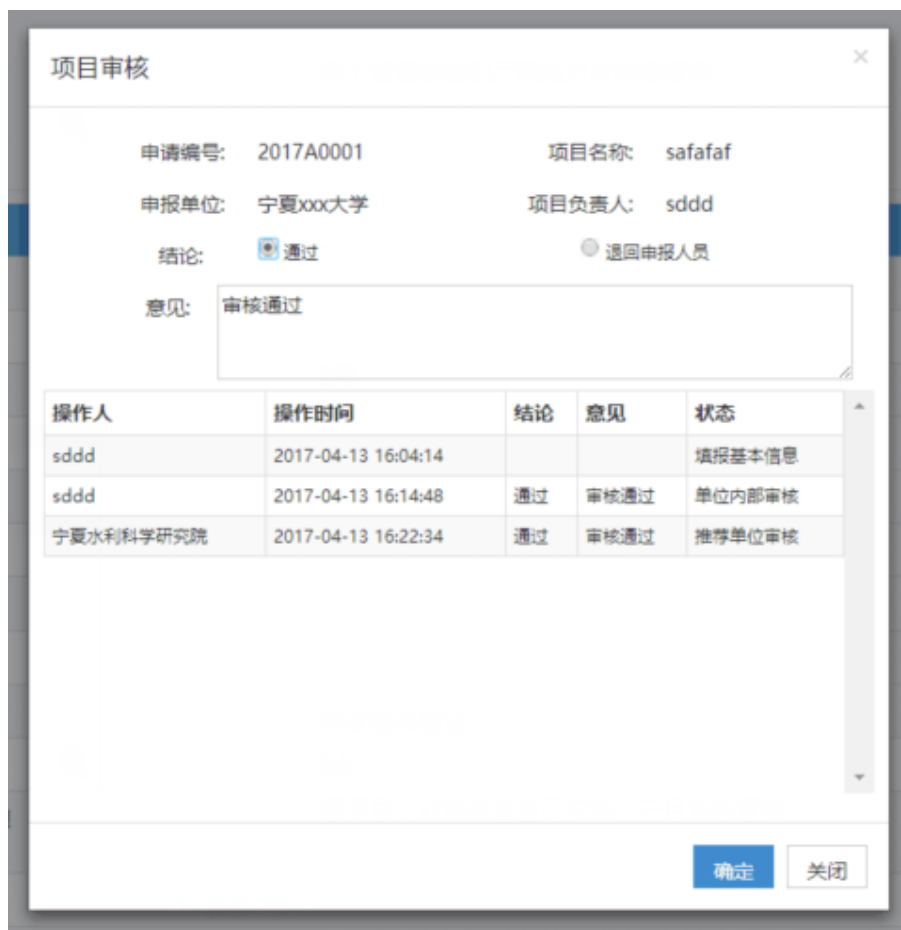 项目审核 ×
申请编号: 2017A0001 项目名称: safafaf
申报单位: 宁夏xxx大学 项目负责人: sddd
结论: 通过 退回申报人员
意见: 审核通过
操作人 操作时间 结论 意见 状态
sddd 2017-04-13 16:04:14 填报基本信息
sddd 2017-04-13 16:14:48 通过 审核通过 单位内部审核
宁夏水利科学研究院 2017-04-13 16:22:34 通过 审核通过 推荐单位审核
确定 关闭